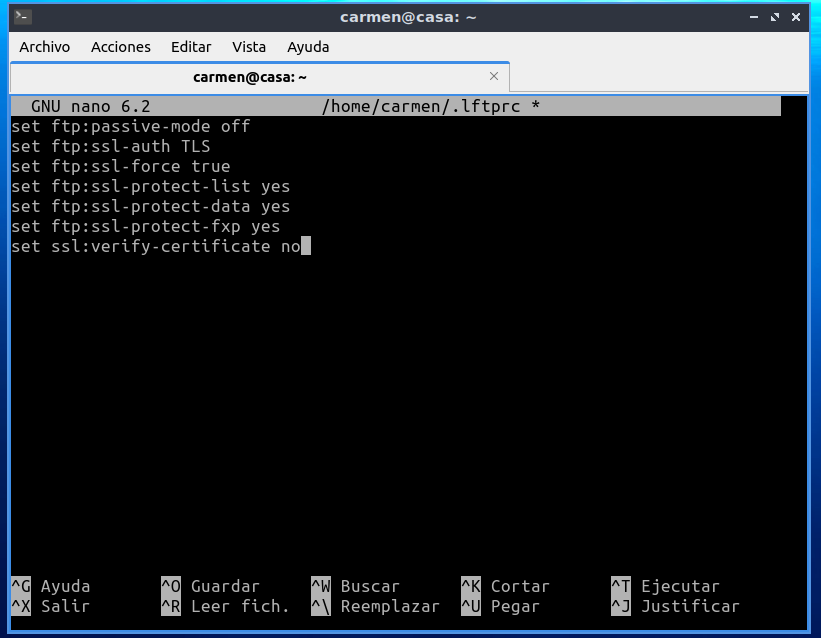 carmen@casa: ~
Archivo Acciones Editar Vista Ayuda
carmen@casa: ~
GNU nano 6.2 /home/carmen/.lftprc *
set ftp:passive-mode off
set ftp:ssl-auth TLS
set ftp:ssl-force true
set ftp:ssl-protect-list yes
set ftp:ssl-protect-data yes
set ftp:ssl-protect-fxp yes
set ssl:verify-certificate no
^G Ayuda ^O Guardar ^W Buscar ^K Cortar ^T Ejecutar
^X Salir ^R Leer fich. ^\ Reemplazar ^U Pegar ^J Justificar